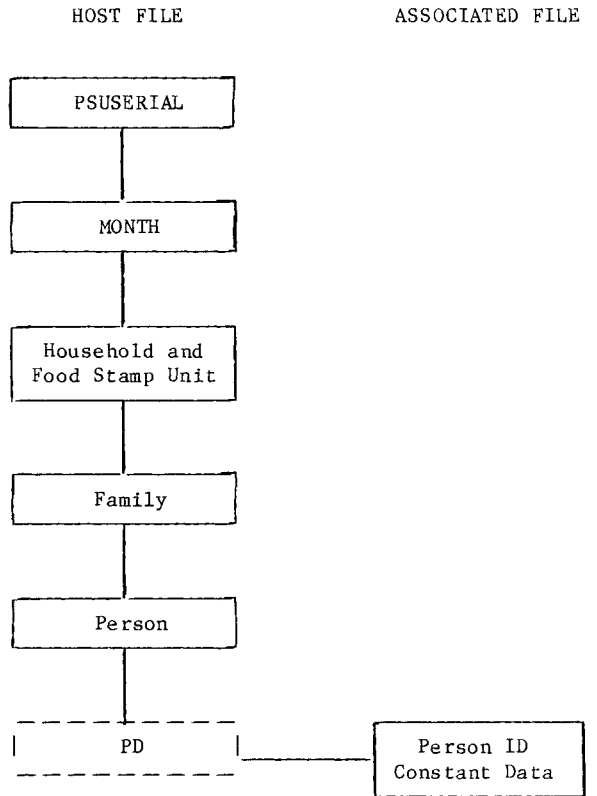 HOST FILE ASSOCIATED FILE
PSUSERIAL
MONTH
Household and
Food Stamp Unit
Family
Person
PD
Person ID
Constant Data